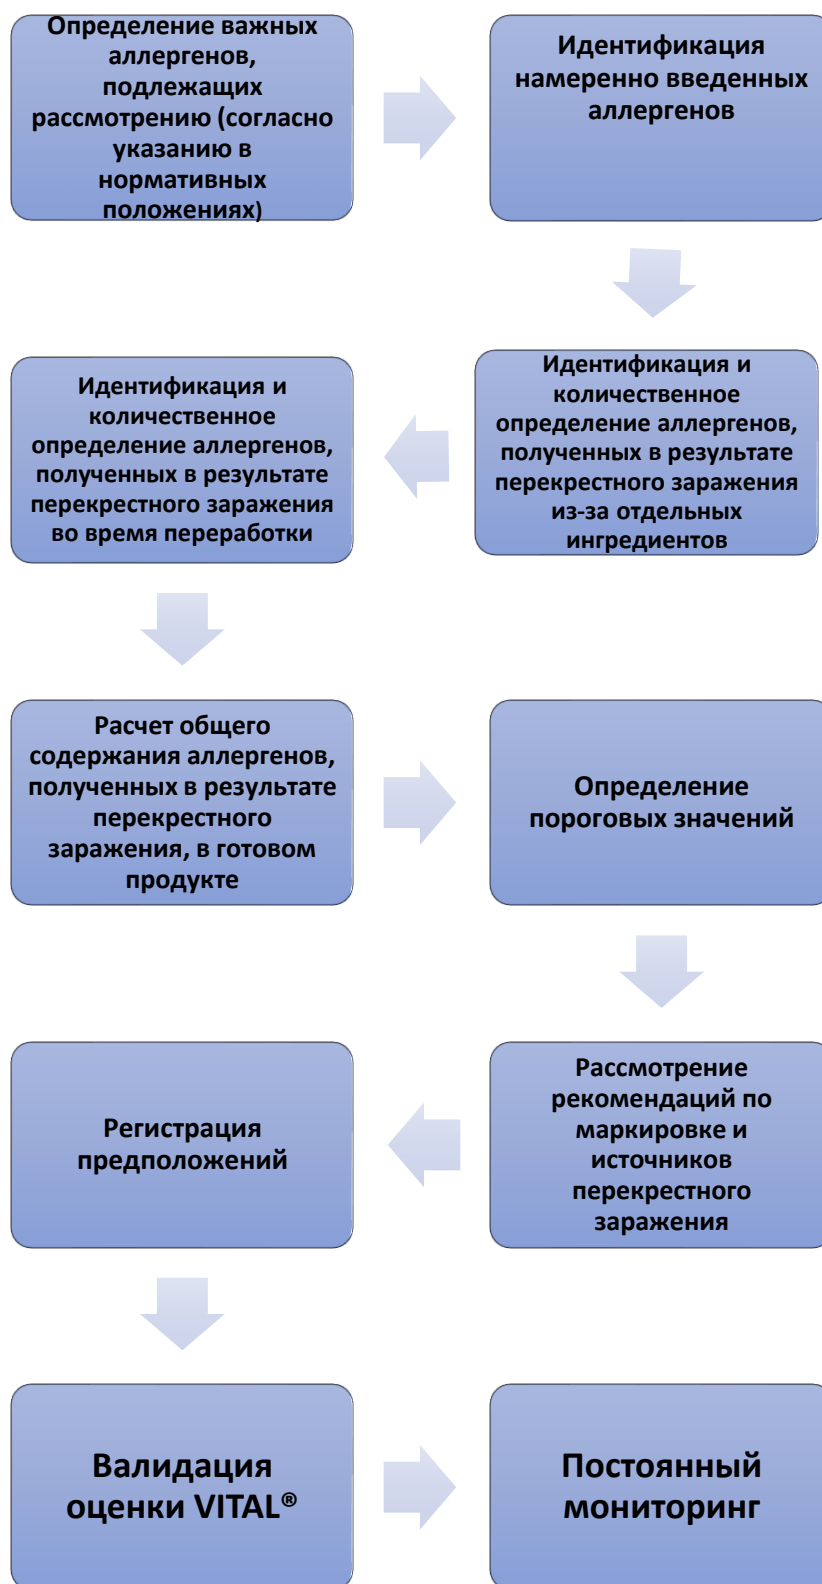 Определение важных
аллергенов,
подлежащих
рассмотрению (согласно
указанию в
нормативных
положениях)
Идентификация
намеренно введенных
аллергенов
Идентификация и
количественное
определение аллергенов,
полученных в результате
перекрестного заражения
из-за отдельных
ингредиентов
Идентификация и
количественное
определение аллергенов,
полученных в результате
перекрестного заражения
во время переработки
Расчет общего
содержания аллергенов,
полученных в результате
перекрестного
заражения, в готовом
продукте
Определение
пороговых значений
Рассмотрение
рекомендаций по
маркировке и
источников
перекрестного
заражения
Регистрация
предположений
Валидация
оценки VITAL®
Постоянный
мониторинг